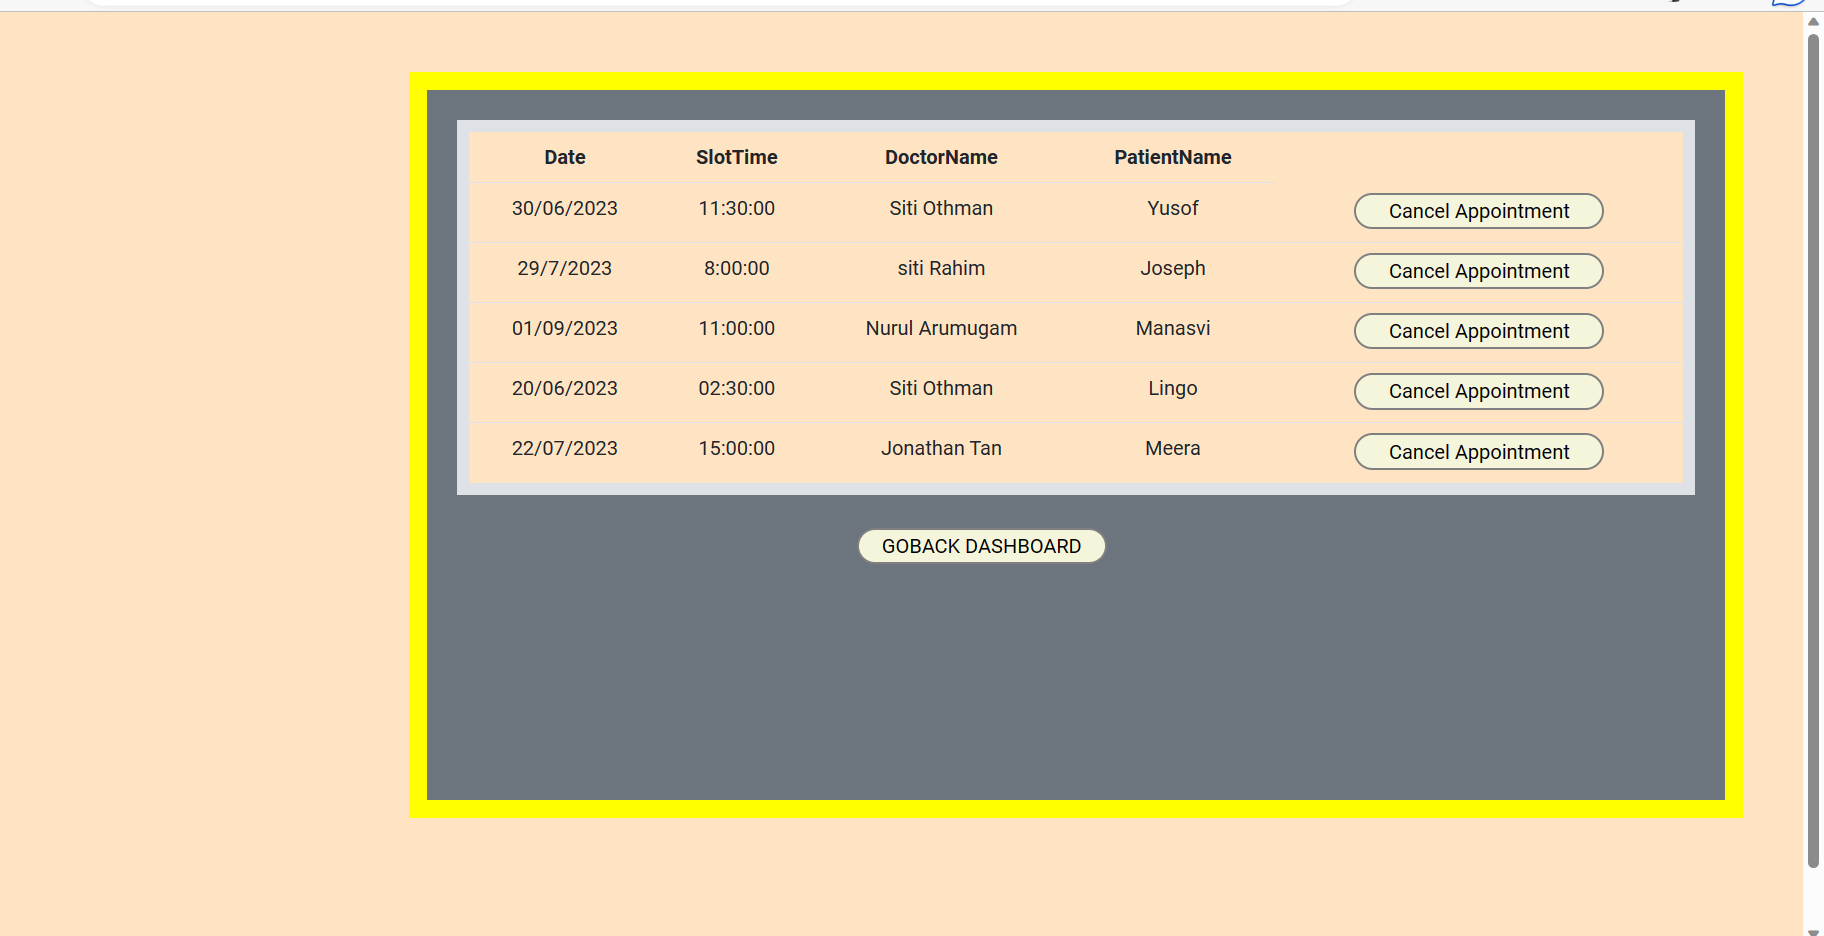 Date SlotTime DoctorName PatientName
30/06/2023 11:30:00 Siti Othman Yusof Cancel Appointment
29/7/2023 8:00:00 siti Rahim Joseph Cancel Appointment
01/09/2023 11:00:00 Nurul Arumugam Manasvi Cancel Appointment
20/06/2023 02:30:00 Siti Othman Lingo Cancel Appointment
22/07/2023 15:00:00 Jonathan Tan Meera Cancel Appointment
GOBACK DASHBOARD